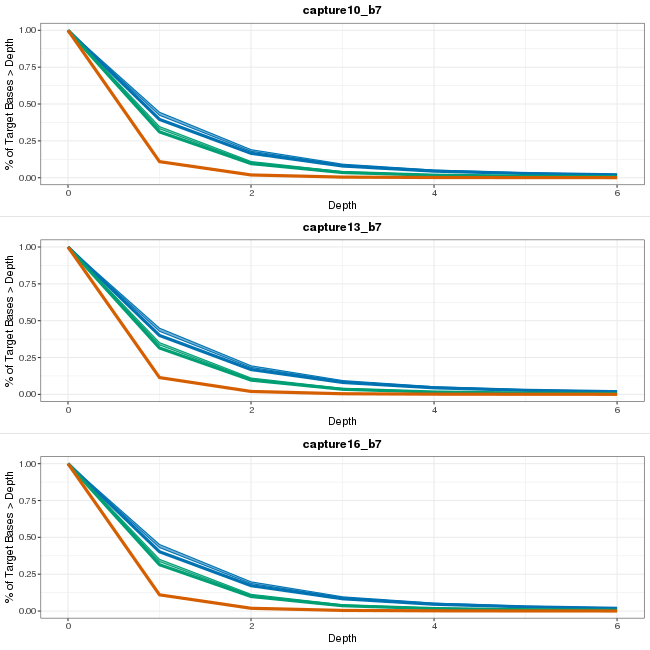 capture10_b7
% of Target Bases > Depth
1.00
0.75
0.50
0.25
0.00
0 2 4 6
Depth
capture13_b7
% of Target Bases > Depth
1.00
0.75
0.50
0.25
0.00
0 2 4 6
Depth
capture16_b7
% of Target Bases > Depth
1.00
0.75
0.50
0.25
0.00
0 2 4 6
Depth